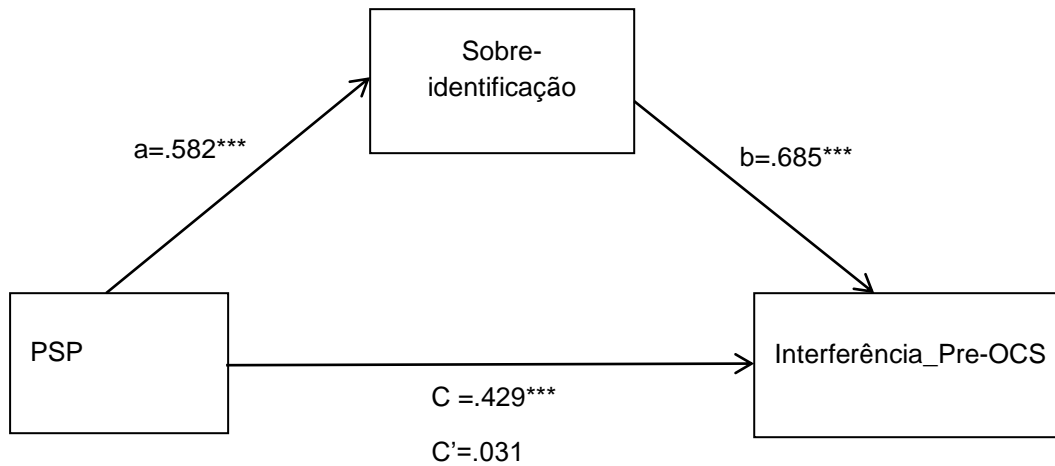 Sobre-
identificação
a=.582***
b=.685***
PSP
Interferência_Pre-OCS
C =.429***
C’=.031